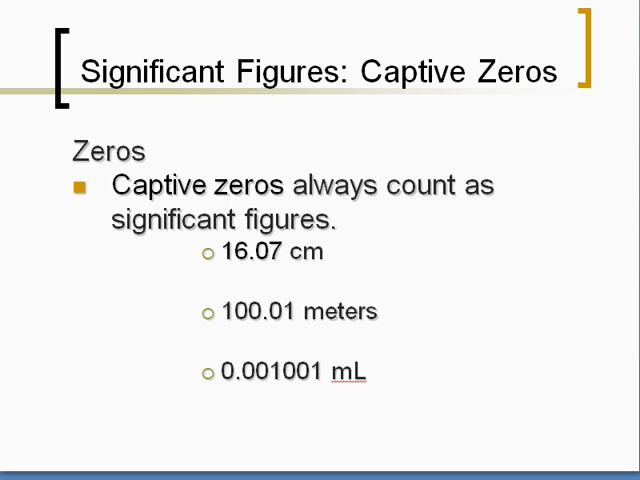 Significant Figures: Captive Zeros
Zeros
Captive zeros always count as
significant figures.
16.07 cm
100.01 meters
0.001001 mL